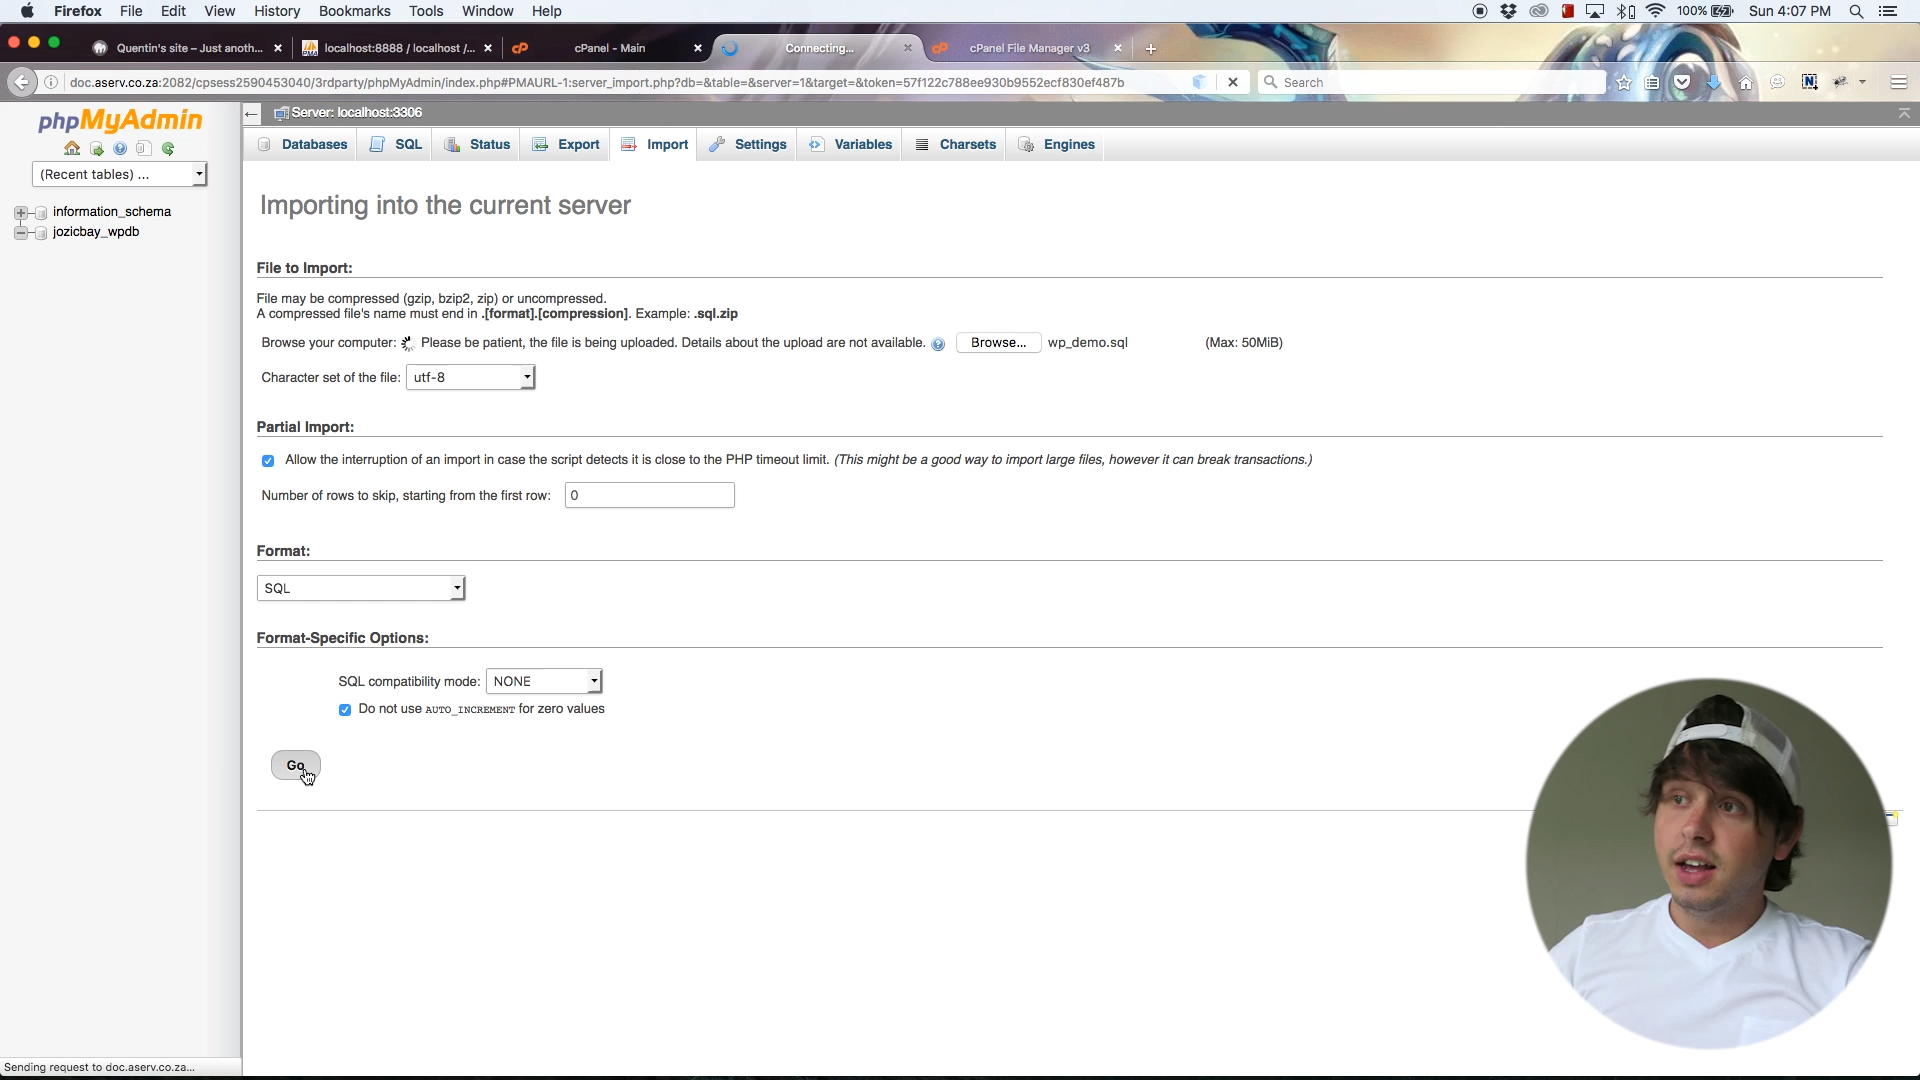 Firefox File Edit View History Bookmarks Tools Window Help 100% Sun 4:07 PM
Quentin's site – Just anoth... localhost:8888 / localhost /... cPanel - Main Connecting... cPanel File Manager v3
doc.aserv.co.za:2082/cpsess2590453040/3rdparty/phpMyAdmin/index.php#PMAURL-1:server_import.php?db=&table=&server=1&target=&token=57f122c788ee930b9552ecf830ef487b Search
phpMyAdmin
(Recent tables) ...
information_schema
jozicbay_wpdb
Server: localhost:3306
Databases SQL Status Export Import Settings Variables Charsets Engines
Importing into the current server
File to Import:
File may be compressed (gzip, bzip2, zip) or uncompressed.
A compressed file's name must end in .[format].[compression]. Example: .sql.zip
Browse your computer: Please be patient, the file is being uploaded. Details about the upload are not available. Browse... wp_demo.sql (Max: 50MiB)
Character set of the file: utf-8
Partial Import:
Allow the interruption of an import in case the script detects it is close to the PHP timeout limit. (This might be a good way to import large files, however it can break transactions.)
Number of rows to skip, starting from the first row: 0
Format:
SQL
Format-Specific Options:
SQL compatibility mode: NONE
Do not use AUTO_INCREMENT for zero values
Go
Sending request to doc.aserv.co.za...